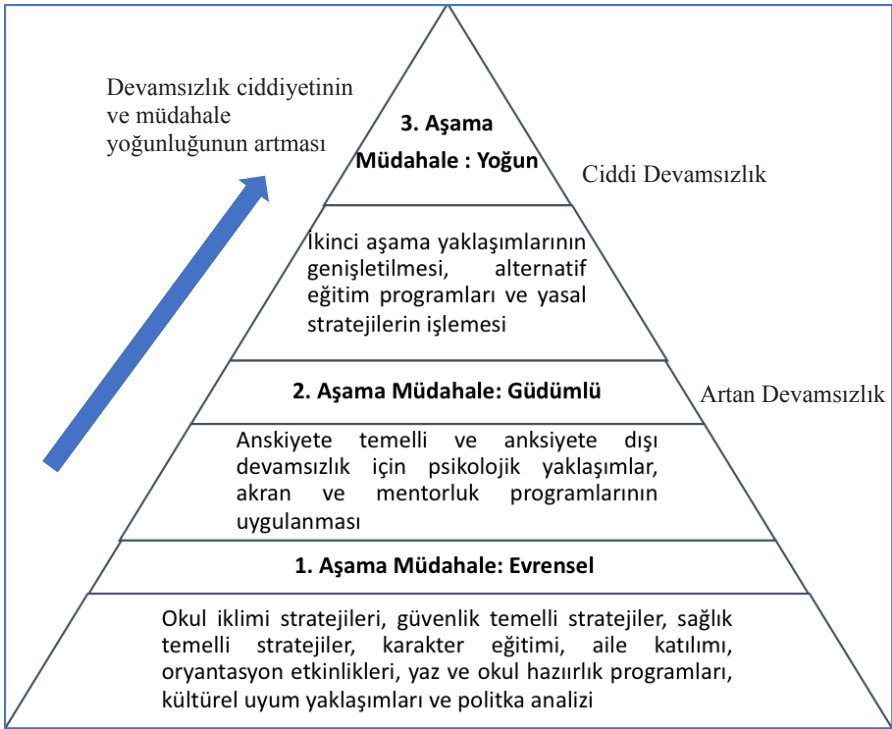 Devamsızlık ciddiyetinin
ve müdahale
yoğunluğunun artması
3. Aşama
Müdahale : Yoğun
Ciddi Devamsızlık
İkinci aşama yaklaşımlarının
genişletilmesi, alternatif
eğitim programları ve yasal
stratejilerin işlemesi
2. Aşama Müdahale: Güdümlü
Artan Devamsızlık
Anskiyete temelli ve anksiyete dışı
devamsızlık için psikolojik yaklaşımlar,
akran ve mentorluk programlarının
uygulanması
1. Aşama Müdahale: Evrensel
Okul iklimi stratejileri, güvenlik temelli stratejiler, sağlık
temelli stratejiler, karakter eğitimi, aile katılımı,
oryantasyon etkinlikleri, yaz ve okul hazıırlık programları,
kültürel uyum yaklaşımları ve politka analizi